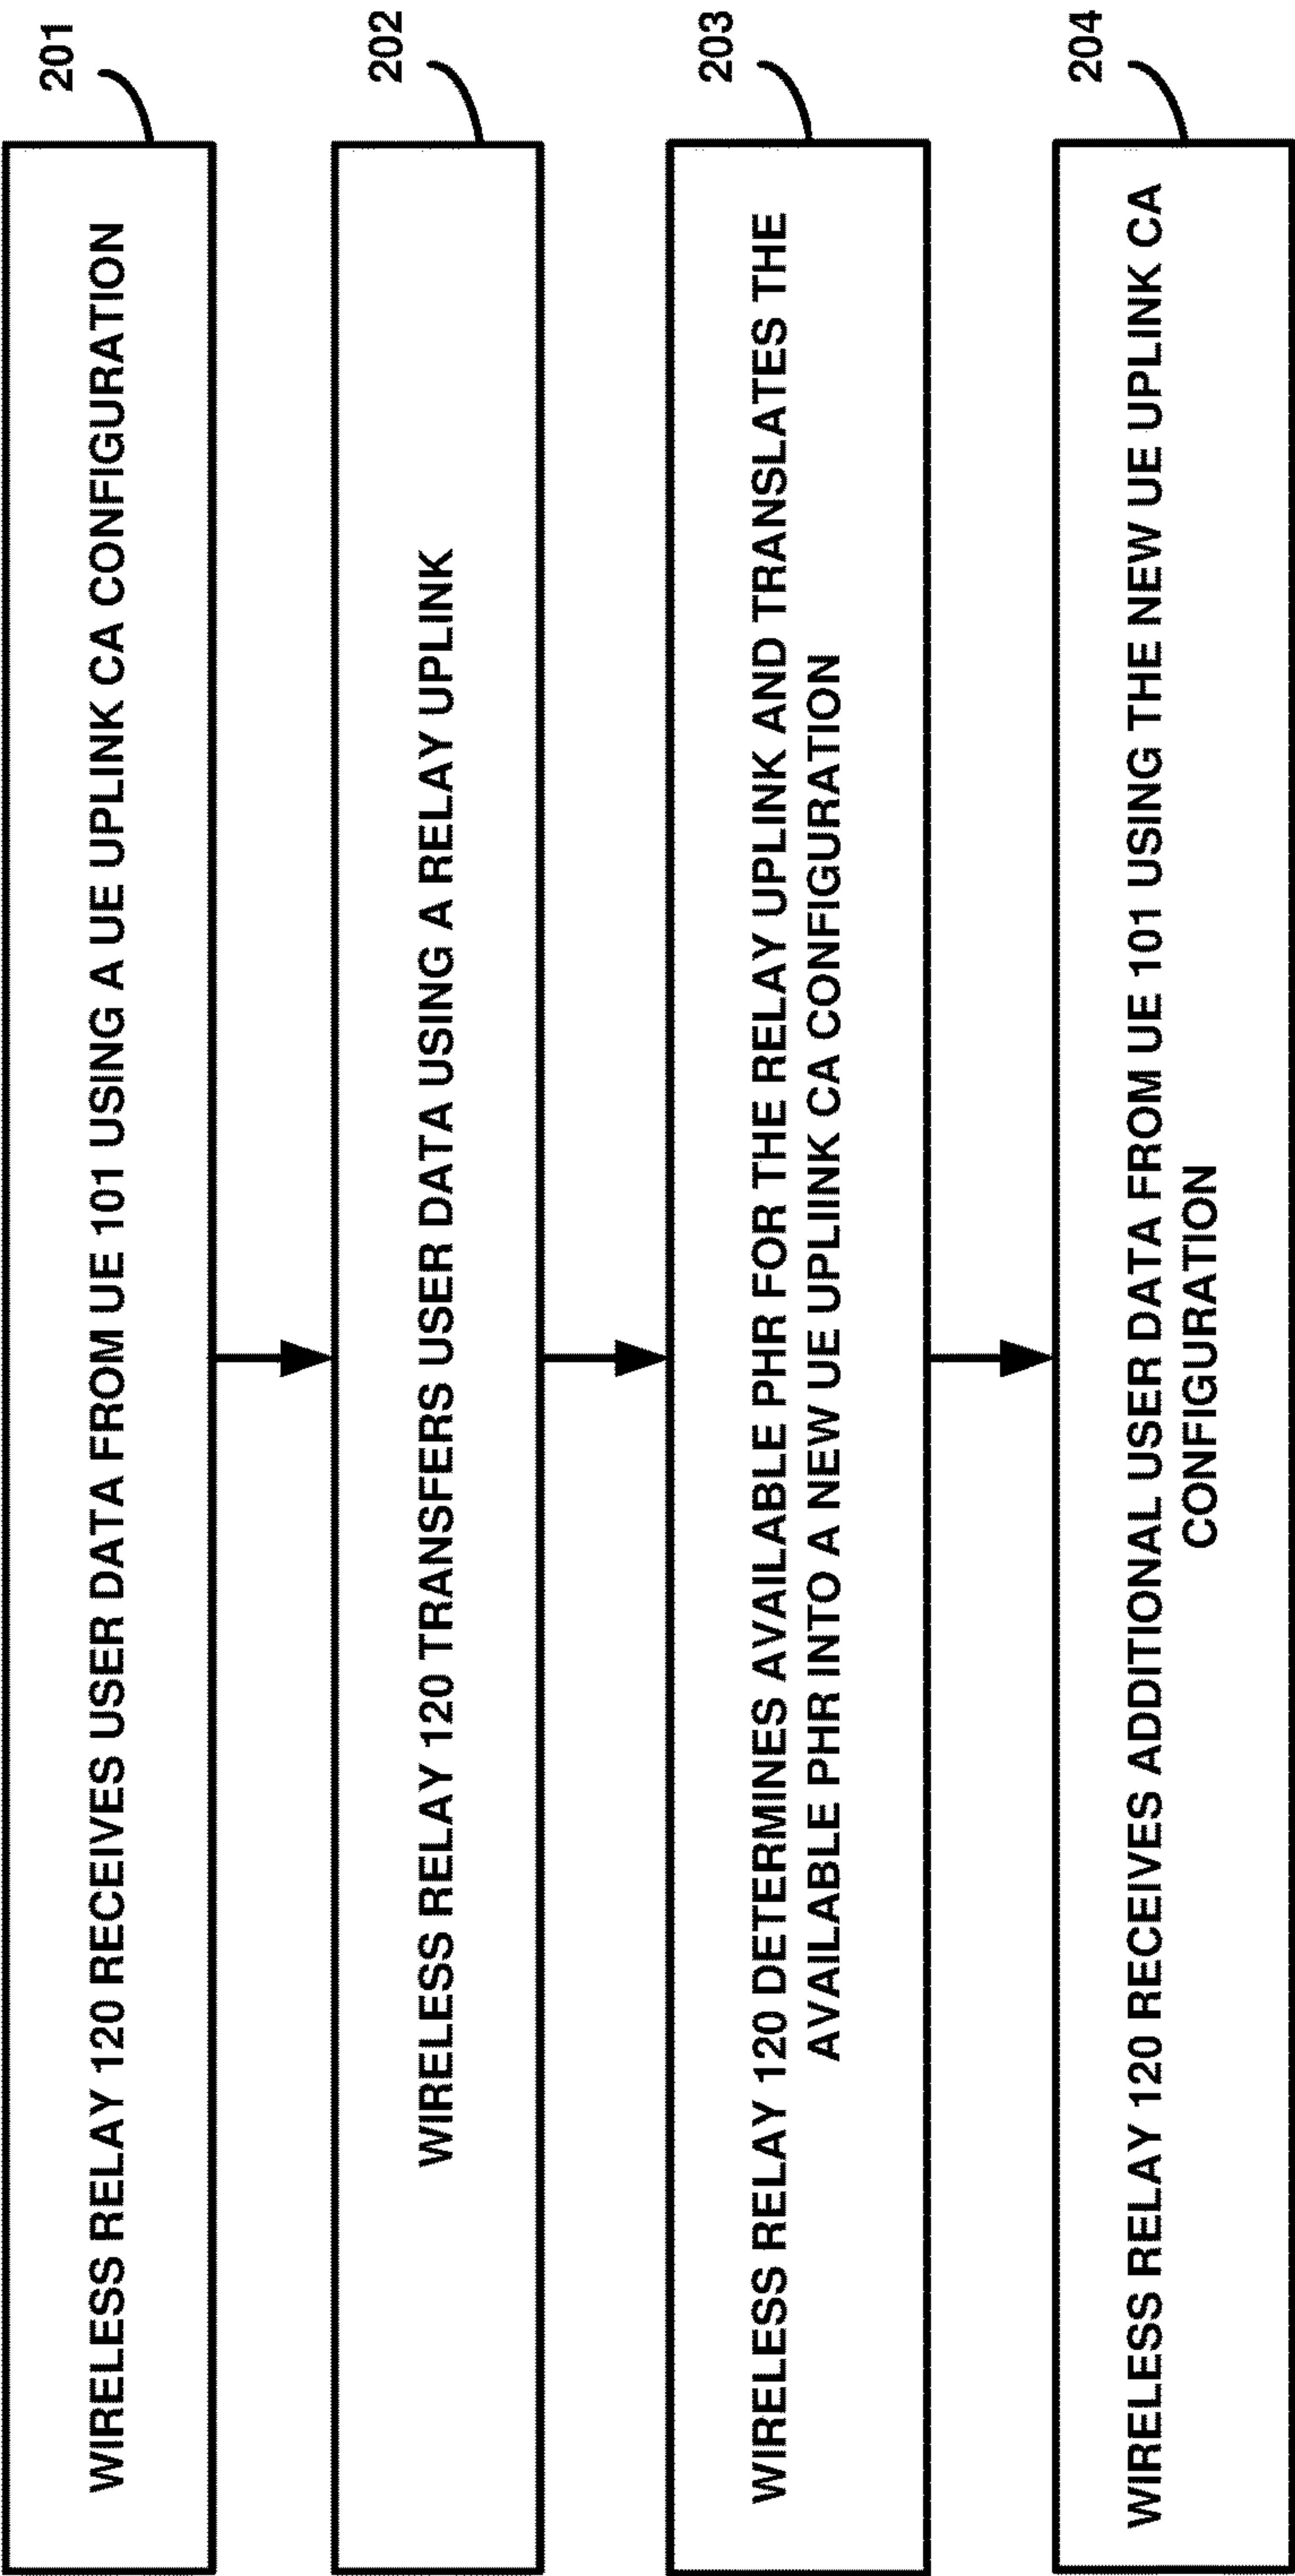 201
WIRELESS RELAY 120 RECEIVES USER DATA FROM UE 101 USING A UE UPLINK CA CONFIGURATION
202
WIRELESS RELAY 120 TRANSFERS USER DATA USING A RELAY UPLINK
203
WIRELESS RELAY 120 DETERMINES AVAILABLE PHR FOR THE RELAY UPLINK AND TRANSLATES THE
AVAILABLE PHR INTO A NEW UE UPLIINK CA CONFIGURATION
204
WIRELESS RELAY 120 RECEIVES ADDITIONAL USER DATA FROM UE 101 USING THE NEW UE UPLINK CA
CONFIGURATION